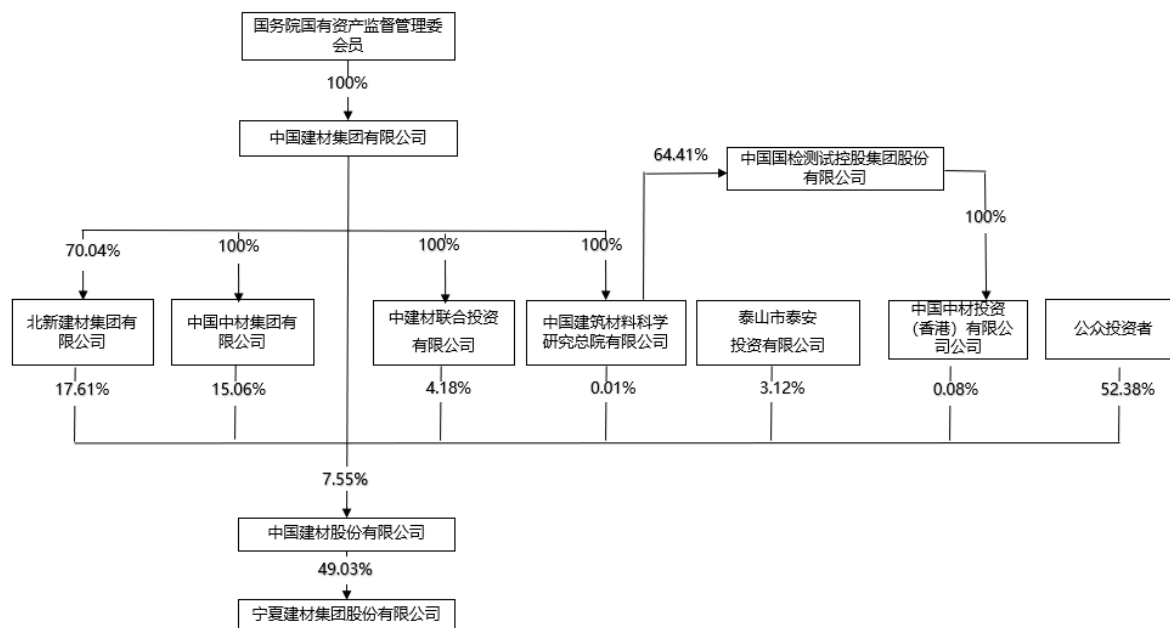 国务院国有资产监督管理委
会员
100%
中国建材集团有限公司
64.41%
中国国检测试控股集团股份
有限公司
100%
70.04%
100%
100%
100%
北新建材集团有
限公司
中国中材集团有
限公司
中建材联合投资
有限公司
中国建筑材料科学
研究总院有限公司
泰山市泰安
投资有限公司
中国中材投资
（香港）有限公
司公司
公众投资者
17.61%
15.06%
4.18%
0.01%
3.12%
0.08%
52.38%
7.55%
中国建材股份有限公司
49.03%
宁夏建材集团股份有限公司